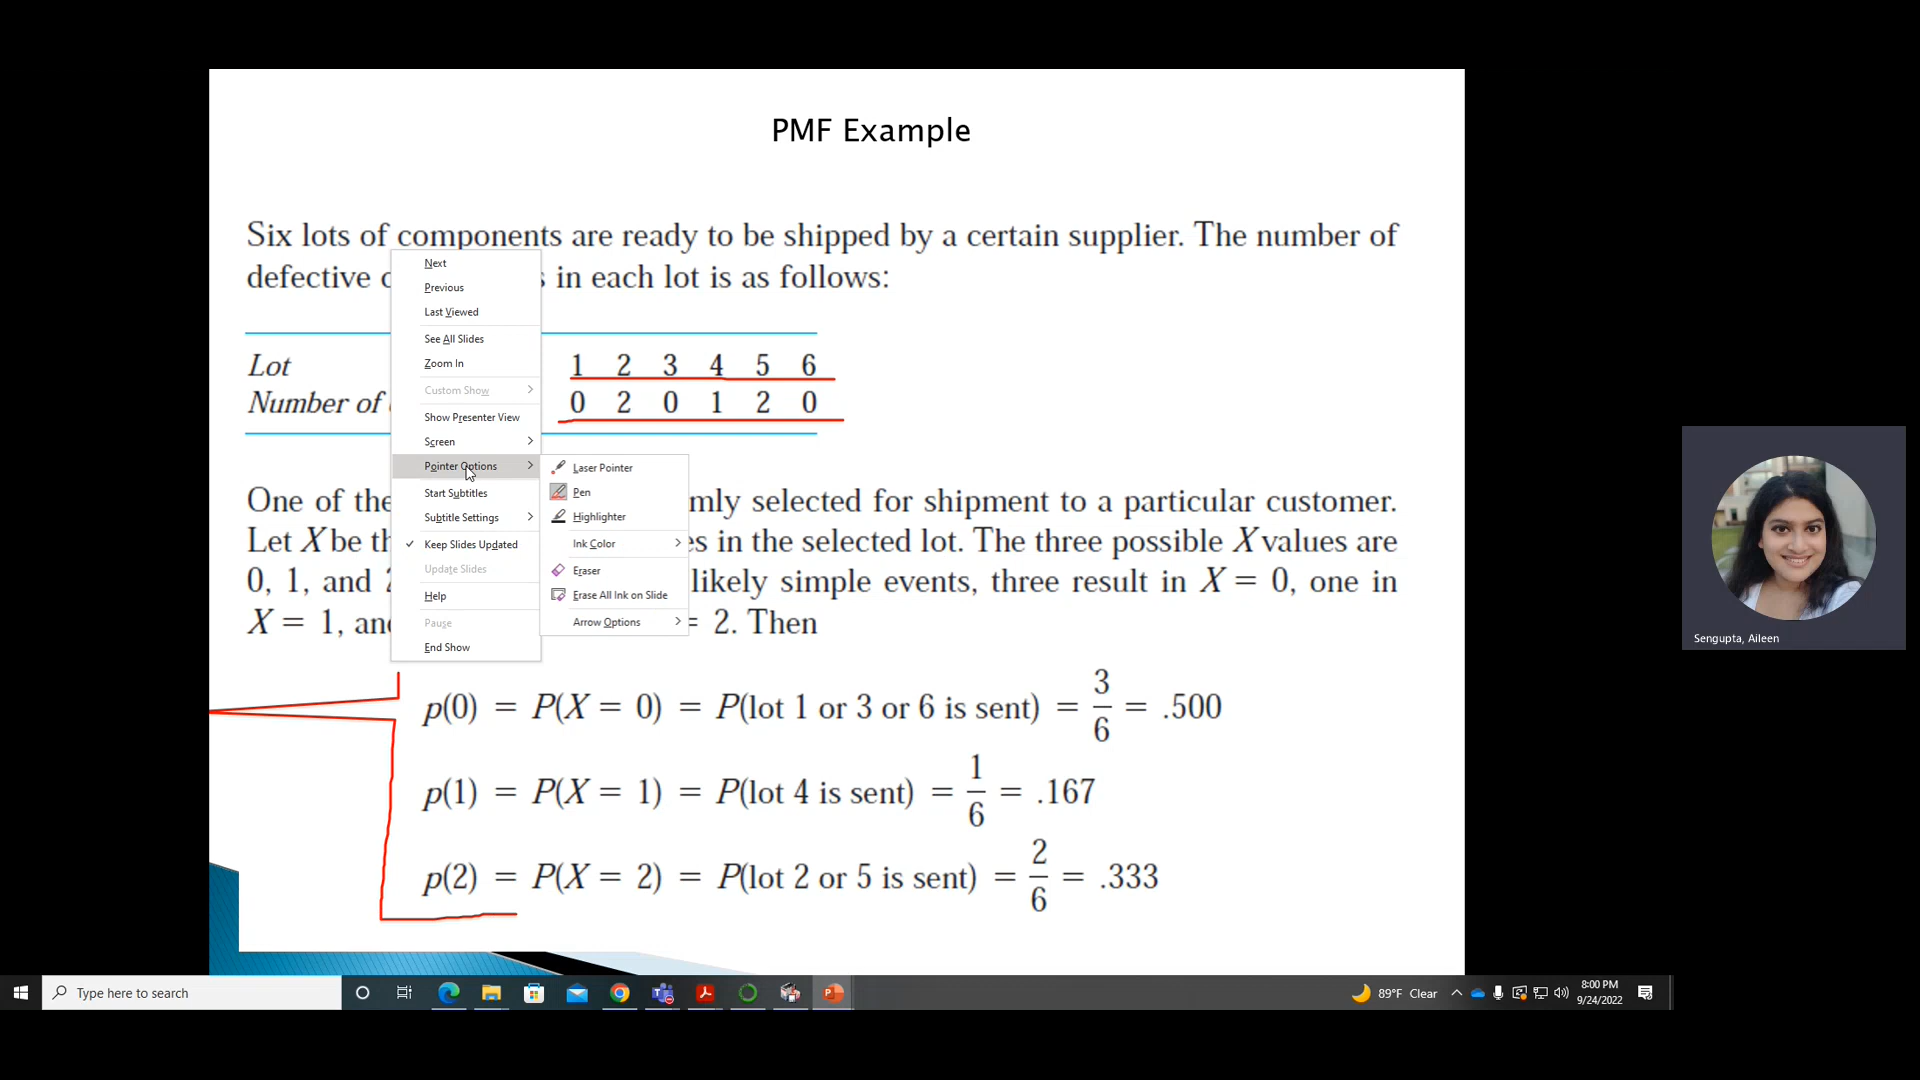 PMF Example
Six lots of components are ready to be shipped by a certain supplier. The number of
defective in each lot is as follows:
Next
Previous
Last Viewed
See All Slides
Zoom In
Custom Show
Show Presenter View
Screen
Pointer Options
Start Subtitles
Subtitle Settings
Keep Slides Updated
Update Slides
Help
Pause
End Show
Laser Pointer
Pen
Highlighter
Ink Color
Eraser
Erase All Ink on Slide
Arrow Options
Lot 1 2 3 4 5 6
Number of 0 2 0 1 2 0
One of the mly selected for shipment to a particular customer.
Let X be th es in the selected lot. The three possible X values are
0, 1, and 2 likely simple events, three result in X = 0, one in
X = 1, and = 2. Then
p(0) = P(X = 0) = P(lot 1 or 3 or 6 is sent) = 3/6 = .500
p(1) = P(X = 1) = P(lot 4 is sent) = 1/6 = .167
p(2) = P(X = 2) = P(lot 2 or 5 is sent) = 2/6 = .333
Sengupta, Aileen
Type here to search
89°F Clear
8:00 PM
9/24/2022